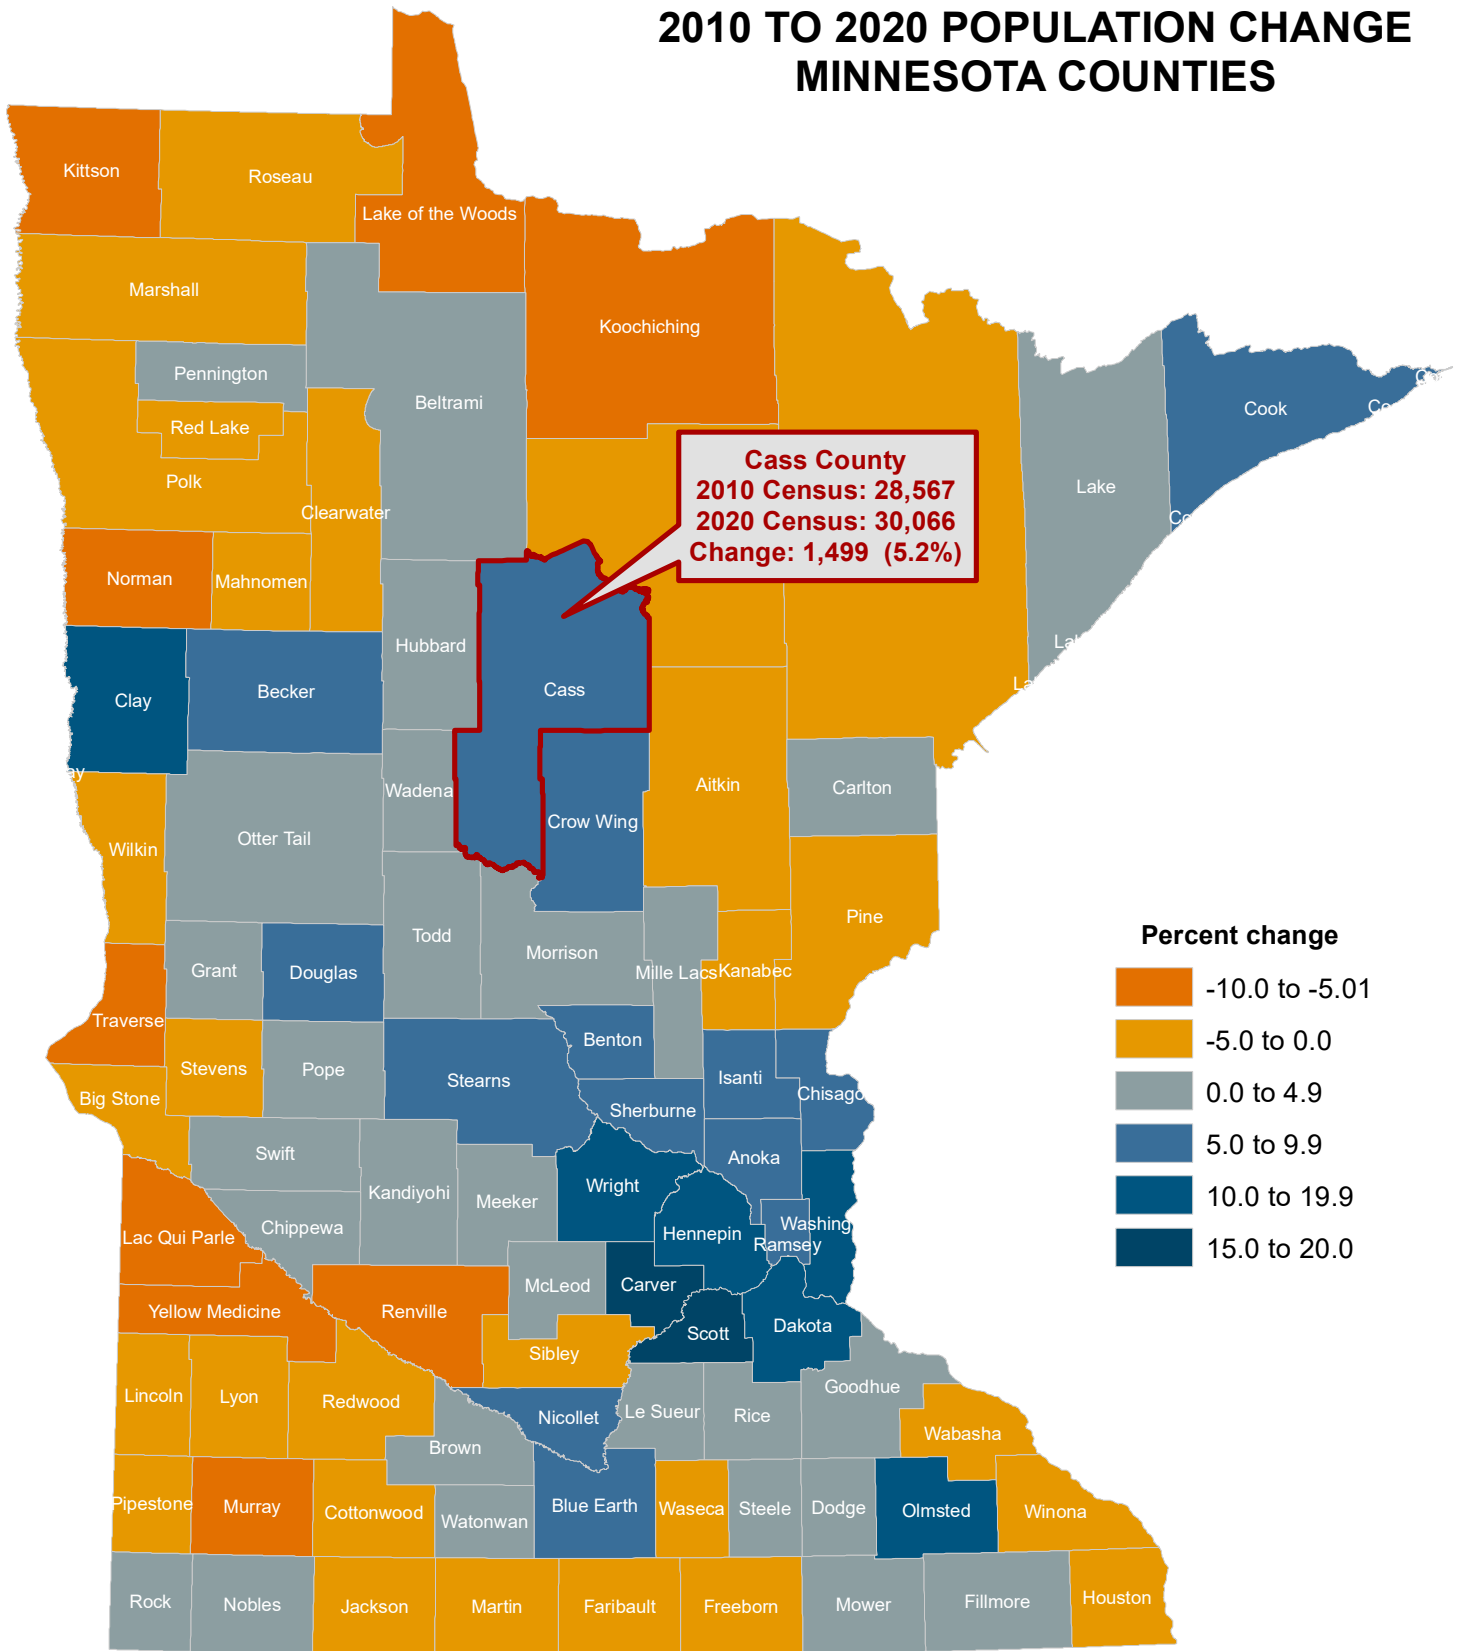 2010 TO 2020 POPULATION CHANGE
MINNESOTA COUNTIES
Kittson
Roseau
Lake of the Woods
Marshall
Koochiching
Pennington
Beltrami
Cook
Red Lake
Polk
Clearwater
Lake
Cass County
2010 Census: 28,567
2020 Census: 30,066
Change: 1,499 (5.2%)
Norman
Mahnomen
Hubbard
Clay
Becker
Cass
Wadena
Aitkin
Carlton
Crow Wing
Otter Tail
Wilkin
Pine
Todd
Morrison
Grant
Douglas
Mille Lacs
Kanabec
Traverse
Benton
Stevens
Pope
Stearns
Isanti
Chisago
Big Stone
Sherburne
Swift
Anoka
Kandiyohi
Meeker
Wright
Chippewa
Washing
Hennepin
Ramsey
Lac Qui Parle
McLeod
Carver
Yellow Medicine
Renville
Scott
Dakota
Sibley
Lincoln
Lyon
Redwood
Goodhue
Nicollet
Le Sueur
Rice
Wabasha
Brown
Pipestone
Murray
Cottonwood
Watonwan
Blue Earth
Waseca
Steele
Dodge
Olmsted
Winona
Rock
Nobles
Jackson
Martin
Faribault
Freeborn
Mower
Fillmore
Houston
Percent change
-10.0 to -5.01
-5.0 to 0.0
0.0 to 4.9
5.0 to 9.9
10.0 to 19.9
15.0 to 20.0